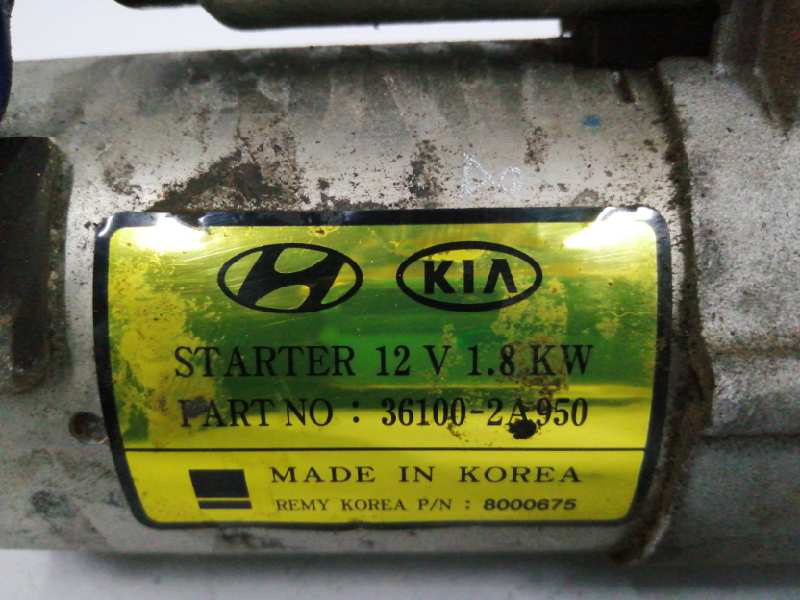 KIA
STARTER 12 V 1.8 KW
PART NO : 36100-2A950
MADE IN KOREA
REMY KOREA P/N : 8000675